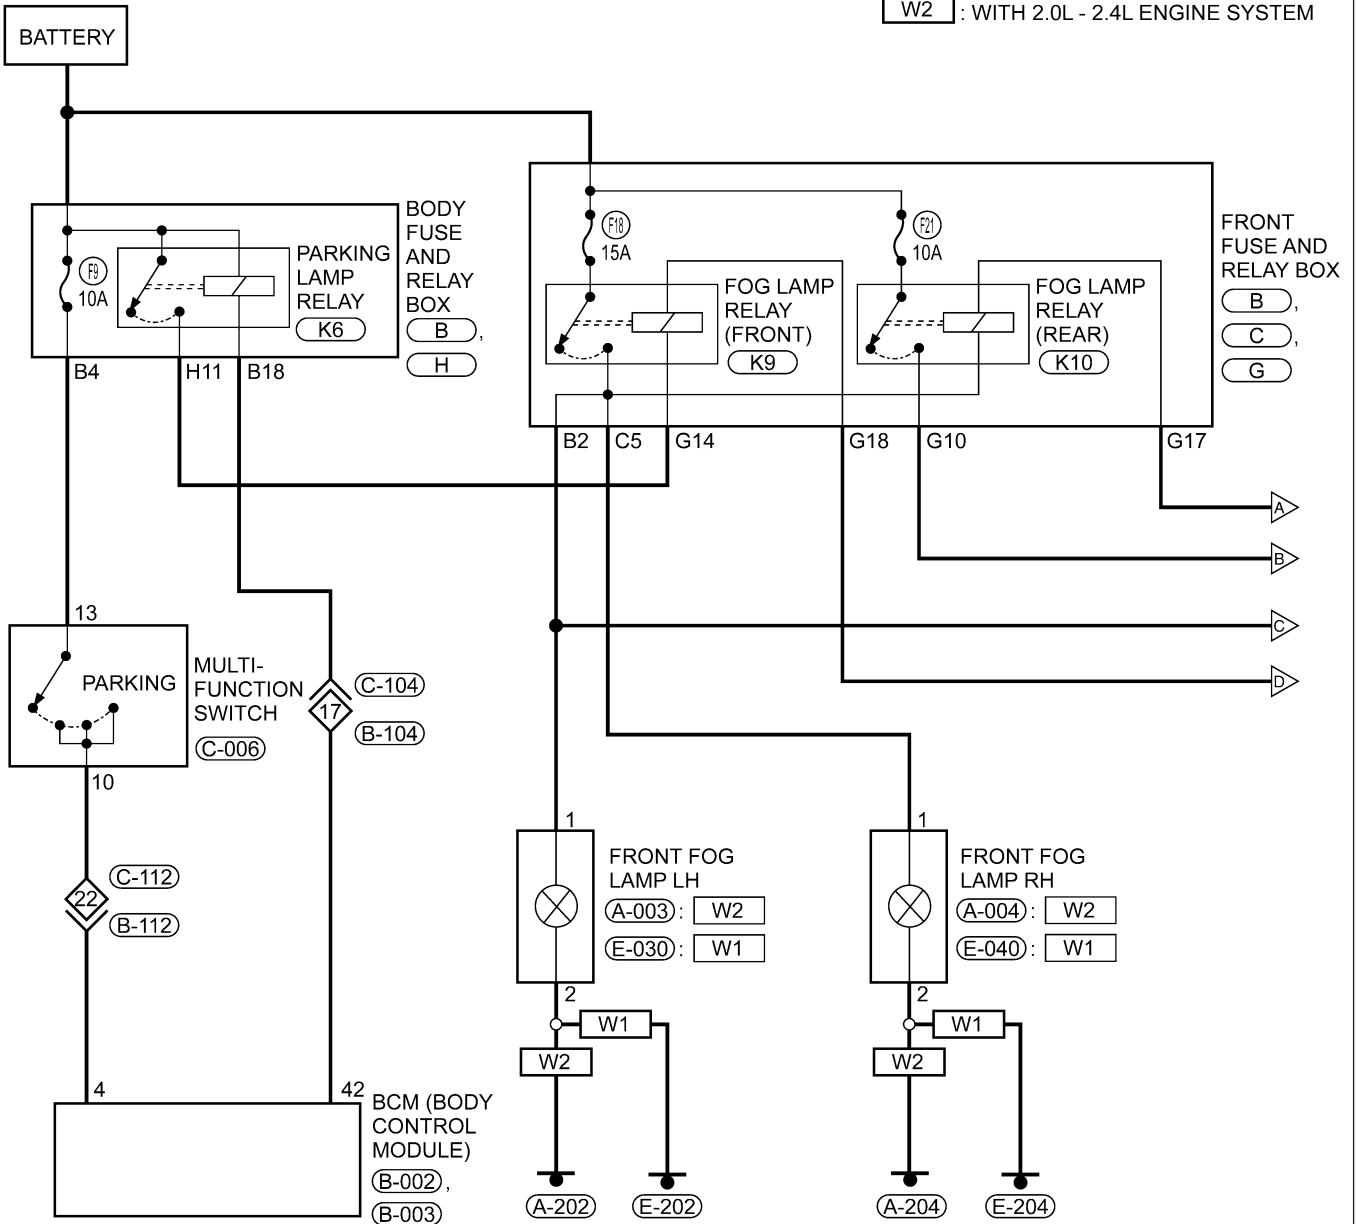 W2 : WITH 2.0L - 2.4L ENGINE SYSTEM
BATTERY
F9
10A
PARKING
LAMP
RELAY
K6
BODY
FUSE
AND
RELAY
BOX
B ,
H
F18
15A
FOG LAMP
RELAY
(FRONT)
K9
F21
10A
FOG LAMP
RELAY
(REAR)
K10
FRONT
FUSE AND
RELAY BOX
B ,
C ,
G
B4 H11 B18
B2 C5 G14 G18 G10 G17
A
B
C
D
13
PARKING
MULTI-
FUNCTION
SWITCH
C-006
10
C-104
17
B-104
C-112
22
B-112
1
FRONT FOG
LAMP LH
A-003 : W2
E-030 : W1
2
W1
W2
A-202 E-202
1
FRONT FOG
LAMP RH
A-004 : W2
E-040 : W1
2
W1
W2
A-204 E-204
4 42
BCM (BODY
CONTROL
MODULE)
B-002 ,
B-003